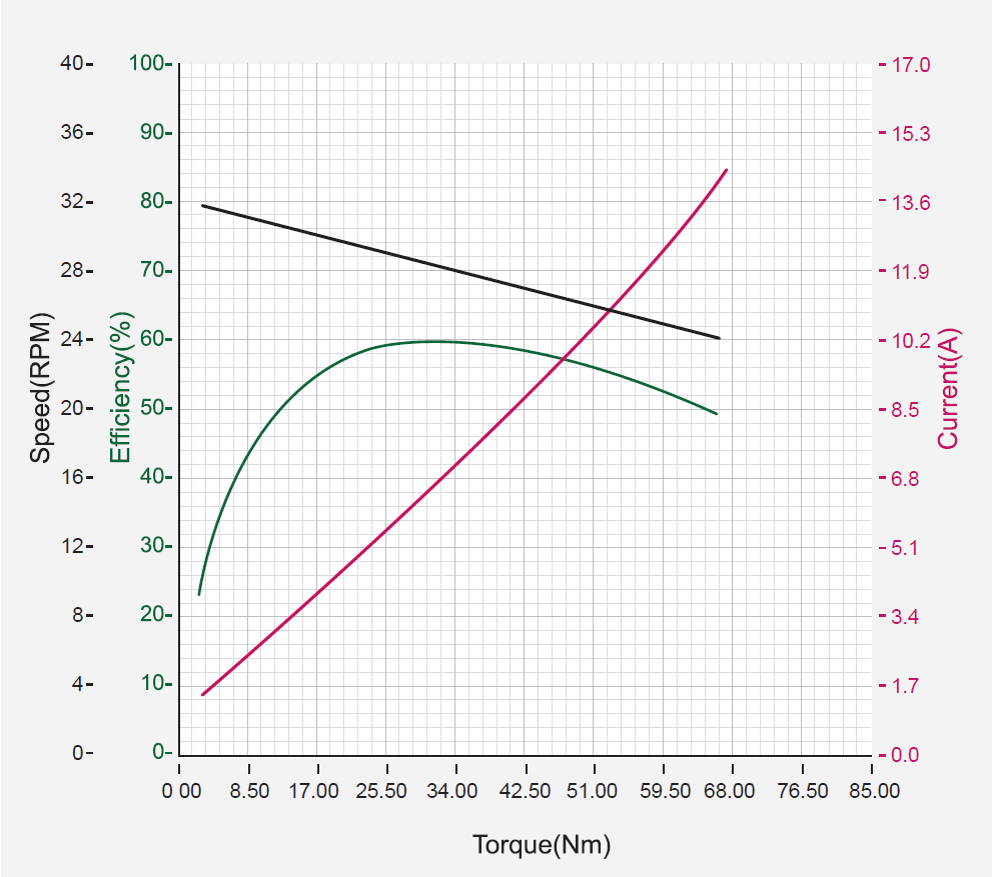 40- 100- - 17.0
36- 90- - 15.3
32- 80- - 13.6
28- 70- - 11.9
24- 60- - 10.2
20- 50- - 8.5
16- 40- - 6.8
12- 30- - 5.1
8- 20- - 3.4
4- 10- - 1.7
0- 0- - 0.0
Speed(RPM)
Efficiency(%)
Current(A)
0 00 8.50 17.00 25.50 34.00 42.50 51.00 59.50 68.00 76.50 85.00
Torque(Nm)